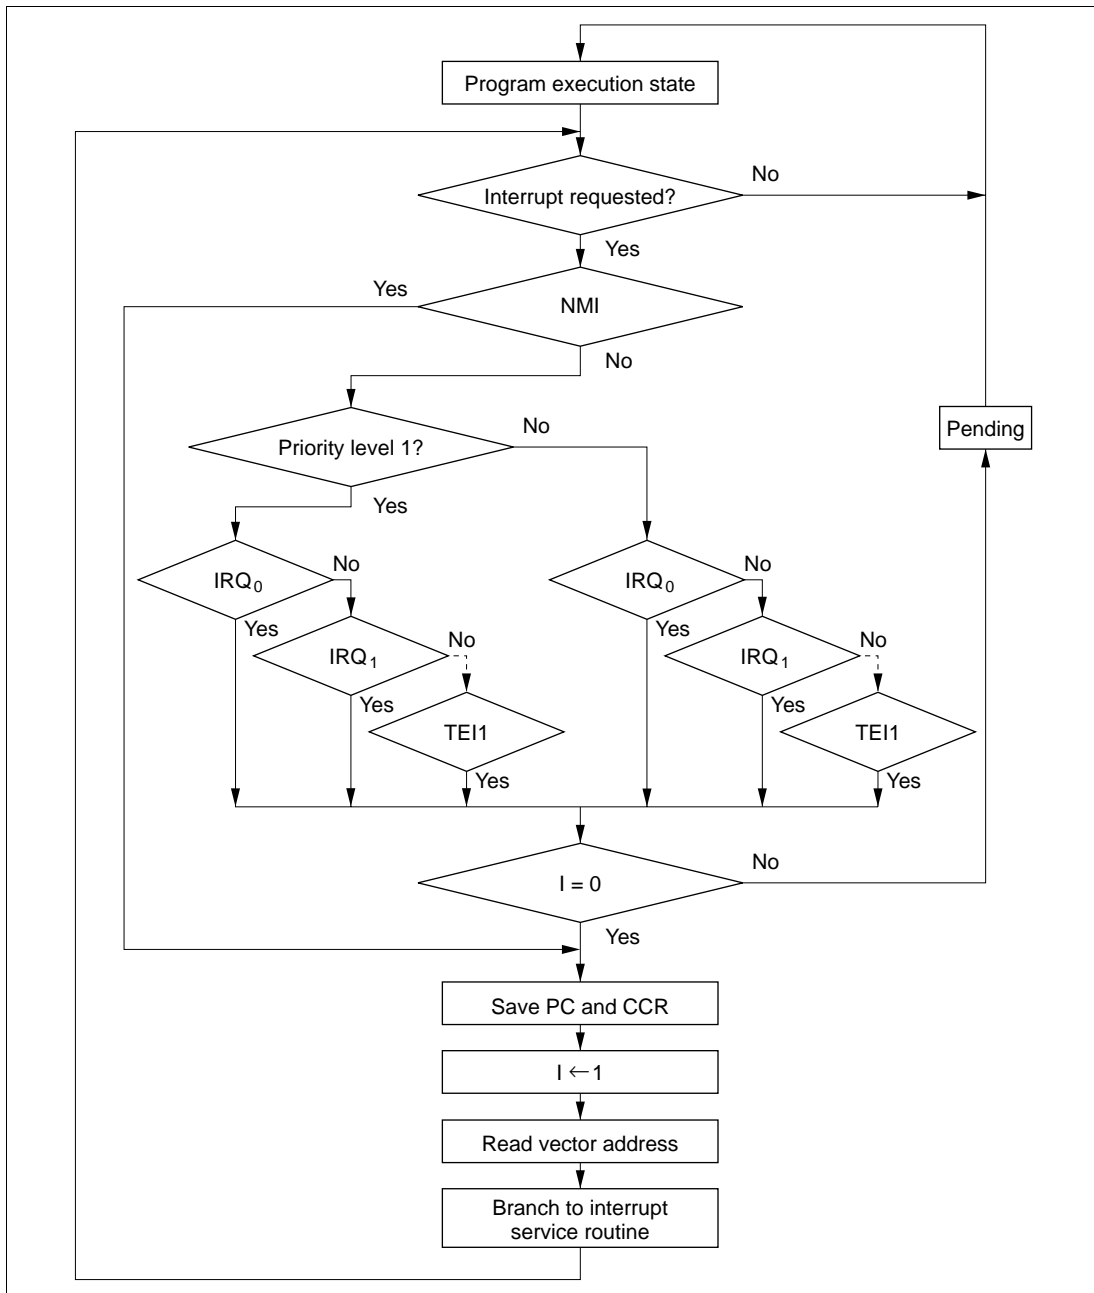 Program execution state
Interrupt requested?
No
Yes
Yes
NMI
No
Pending
Priority level 1?
No
Yes
IRQ0
No
IRQ0
No
Yes
IRQ1
No
Yes
IRQ1
No
Yes
TEI1
Yes
TEI1
Yes
Yes
I = 0
No
Yes
Save PC and CCR
I ← 1
Read vector address
Branch to interrupt
service routine